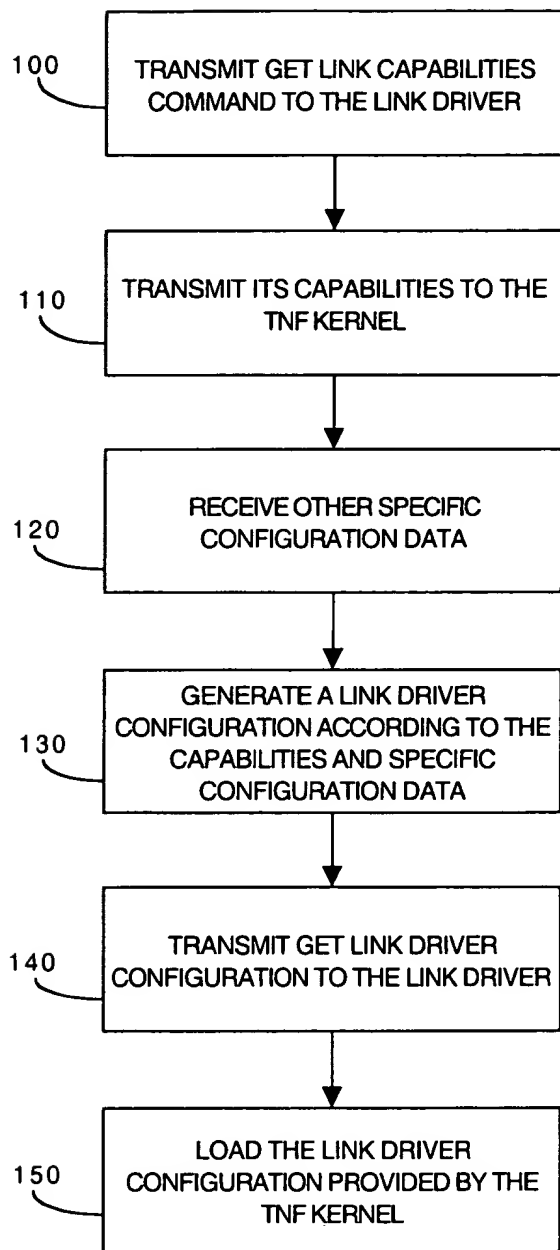 100
TRANSMIT GET LINK CAPABILITIES
COMMAND TO THE LINK DRIVER
110
TRANSMIT ITS CAPABILITIES TO THE
TNF KERNEL
120
RECEIVE OTHER SPECIFIC
CONFIGURATION DATA
130
GENERATE A LINK DRIVER
CONFIGURATION ACCORDING TO THE
CAPABILITIES AND SPECIFIC
CONFIGURATION DATA
140
TRANSMIT GET LINK DRIVER
CONFIGURATION TO THE LINK DRIVER
150
LOAD THE LINK DRIVER
CONFIGURATION PROVIDED BY THE
TNF KERNEL